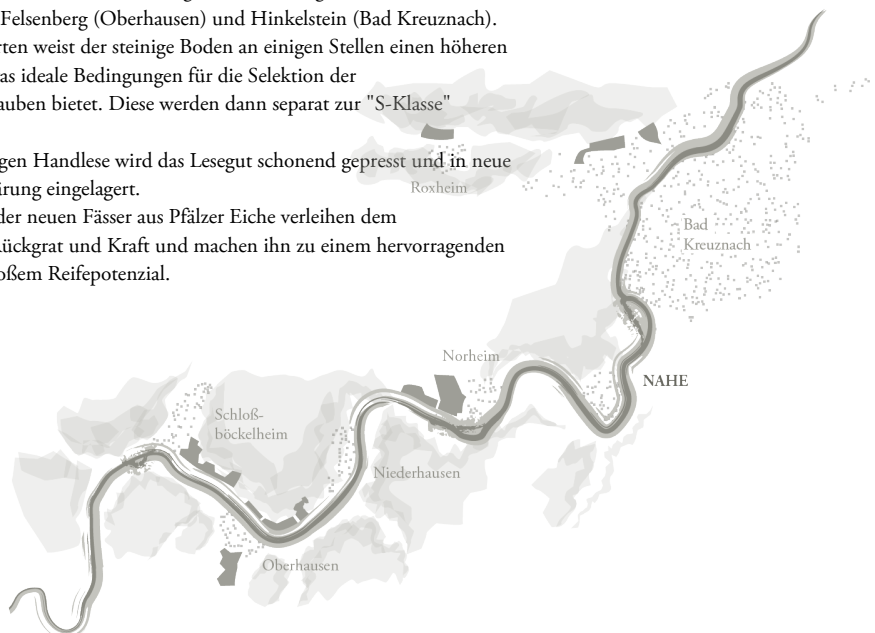 Felsenberg (Oberhausen) und Hinkelstein (Bad Kreuznach).
rten weist der steinige Boden an einigen Stellen einen höheren
as ideale Bedingungen für die Selektion der
auben bietet. Diese werden dann separat zur "S-Klasse"
gen Handlese wird das Lesegut schonend gepresst und in neue
ärung eingelagert.
der neuen Fässer aus Pfälzer Eiche verleihen dem
Rückgrat und Kraft und machen ihn zu einem hervorragenden
oßem Reifepotenzial.
Roxheim
Bad
Kreuznach
Norheim
NAHE
Schloß-
böckelheim
Niederhausen
Oberhausen